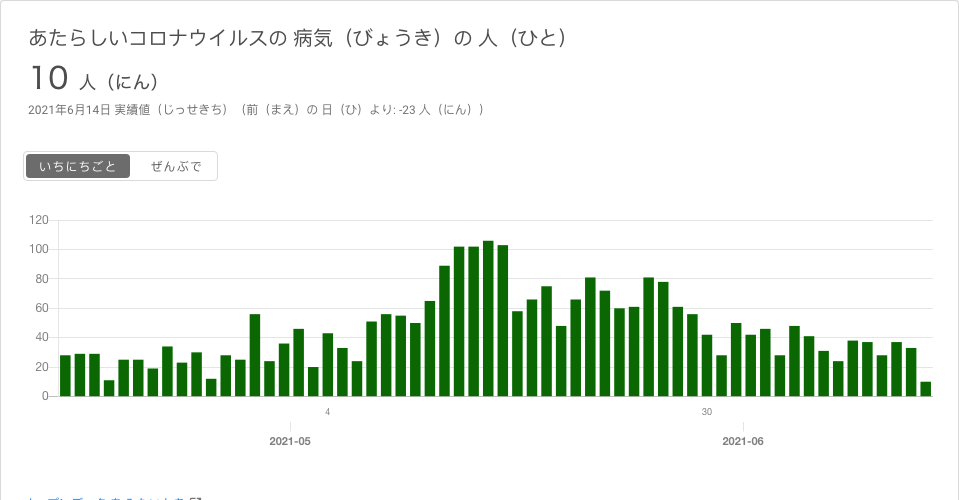 あたらしいコロナウイルスの 病気（びょうき）の 人（ひと）
10 人（にん）
2021年6月14日 実績値（じっせきち）（前（まえ）の 日（ひ）より: -23 人（にん））
いちにちごと ぜんぶで
120
100
80
60
40
20
0
4 30
2021-05 2021-06